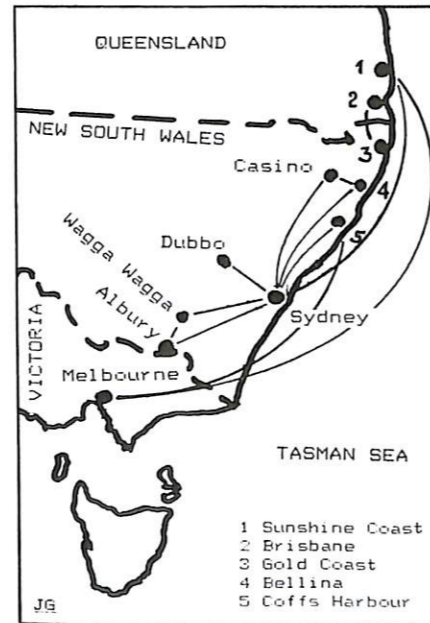 QUEENSLAND
1
2
NEW SOUTH WALES
3
Casino
4
5
Dubbo
Wagga Wagga
Albury
Sydney
VICTORIA
Melbourne
TASMAN SEA
1 Sunshine Coast
2 Brisbane
3 Gold Coast
4 Bellina
5 Coffs Harbour
JG